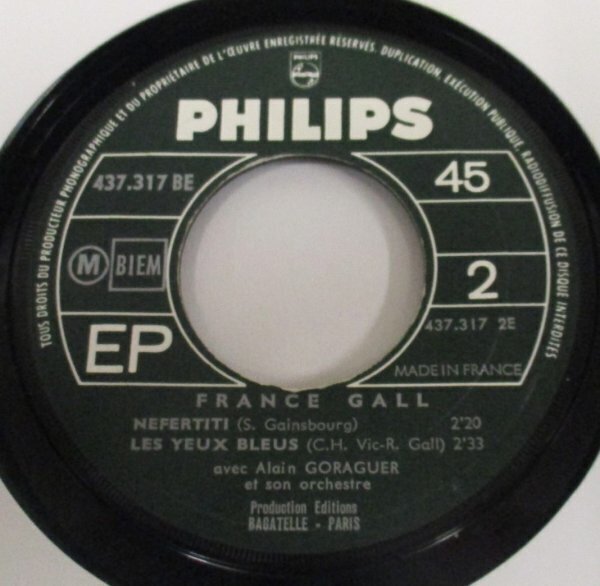 TOUS DROITS DU PRODUCTEUR PHONOGRAPHIQUE ET DU PROPRIÉTAIRE DE L'ŒUVRE ENREGISTRÉE RÉSERVÉS. DUPLICATION, EXÉCUTION PUBLIQUE, RADIODIFFUSION DE CE DISQUE INTERDITES
PHILIPS
PHILIPS
437.317 BE
45
M BIEM
2
EP
437.317 2E
MADE IN FRANCE
FRANCE GALL
NEFERTITI (S. Gainsbourg) 2'20
LES YEUX BLEUS (C.H. Vic-R. Gall) 2'33
avec Alain GORAGUER
et son orchestre
Production Editions
BAGATELLE - PARIS